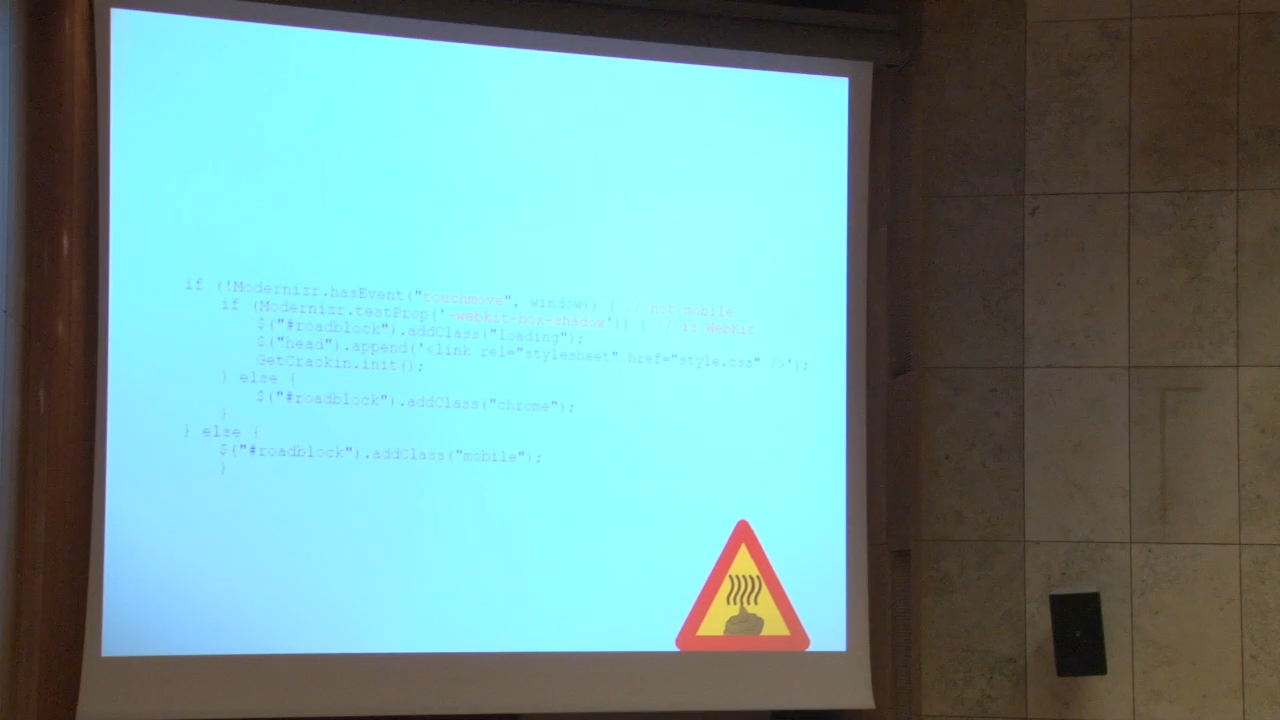 if (!Modernizr.hasEvent("touchmove", window)) { // not mobile
if (Modernizr.testProp('-webkit-box-shadow')) { // is WebKit
$("#roadblock").addClass("loading");
$("head").append('<link rel="stylesheet" href="style.css" />');
GetCrackin.init();
} else {
$("#roadblock").addClass("chrome");
}
} else {
$("#roadblock").addClass("mobile");
}